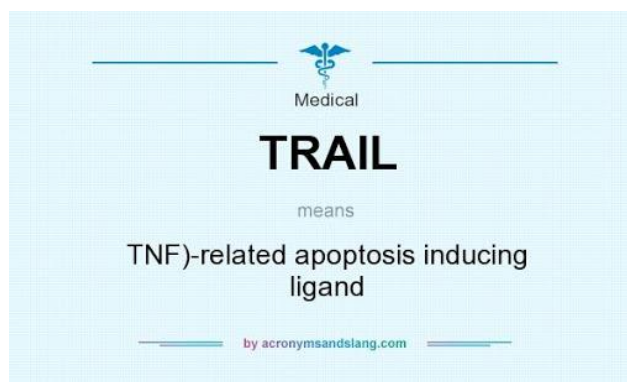 Medical
TRAIL
means
TNF)-related apoptosis inducing
ligand
by acronymsandslang.com